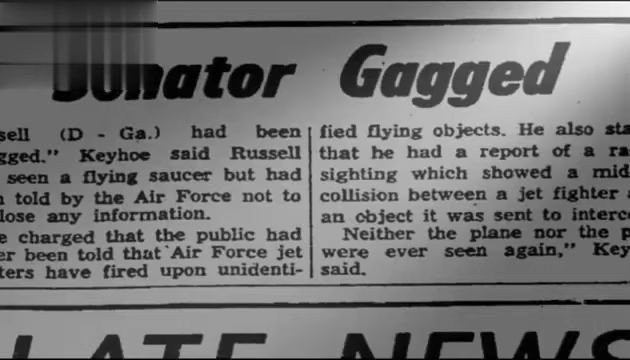 Gagged
sell (D - Ga.) had been
gged." Keyhoe said Russell
seen a flying saucer but had
told by the Air Force not to
lose any information.
e charged that the public had
er been told that Air Force jet
ters have fired upon unidenti-
fied flying objects. He also sta
that he had a report of a ra
sighting which showed a mid
collision between a jet fighter
an object it was sent to interc
Neither the plane nor the p
were ever seen again," Key
said.
LATE NEWS